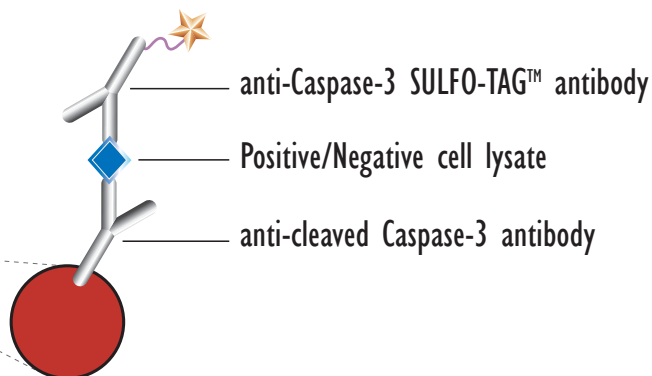 anti-Caspase-3 SULFO-TAG™ antibody
Positive/Negative cell lysate
anti-cleaved Caspase-3 antibody